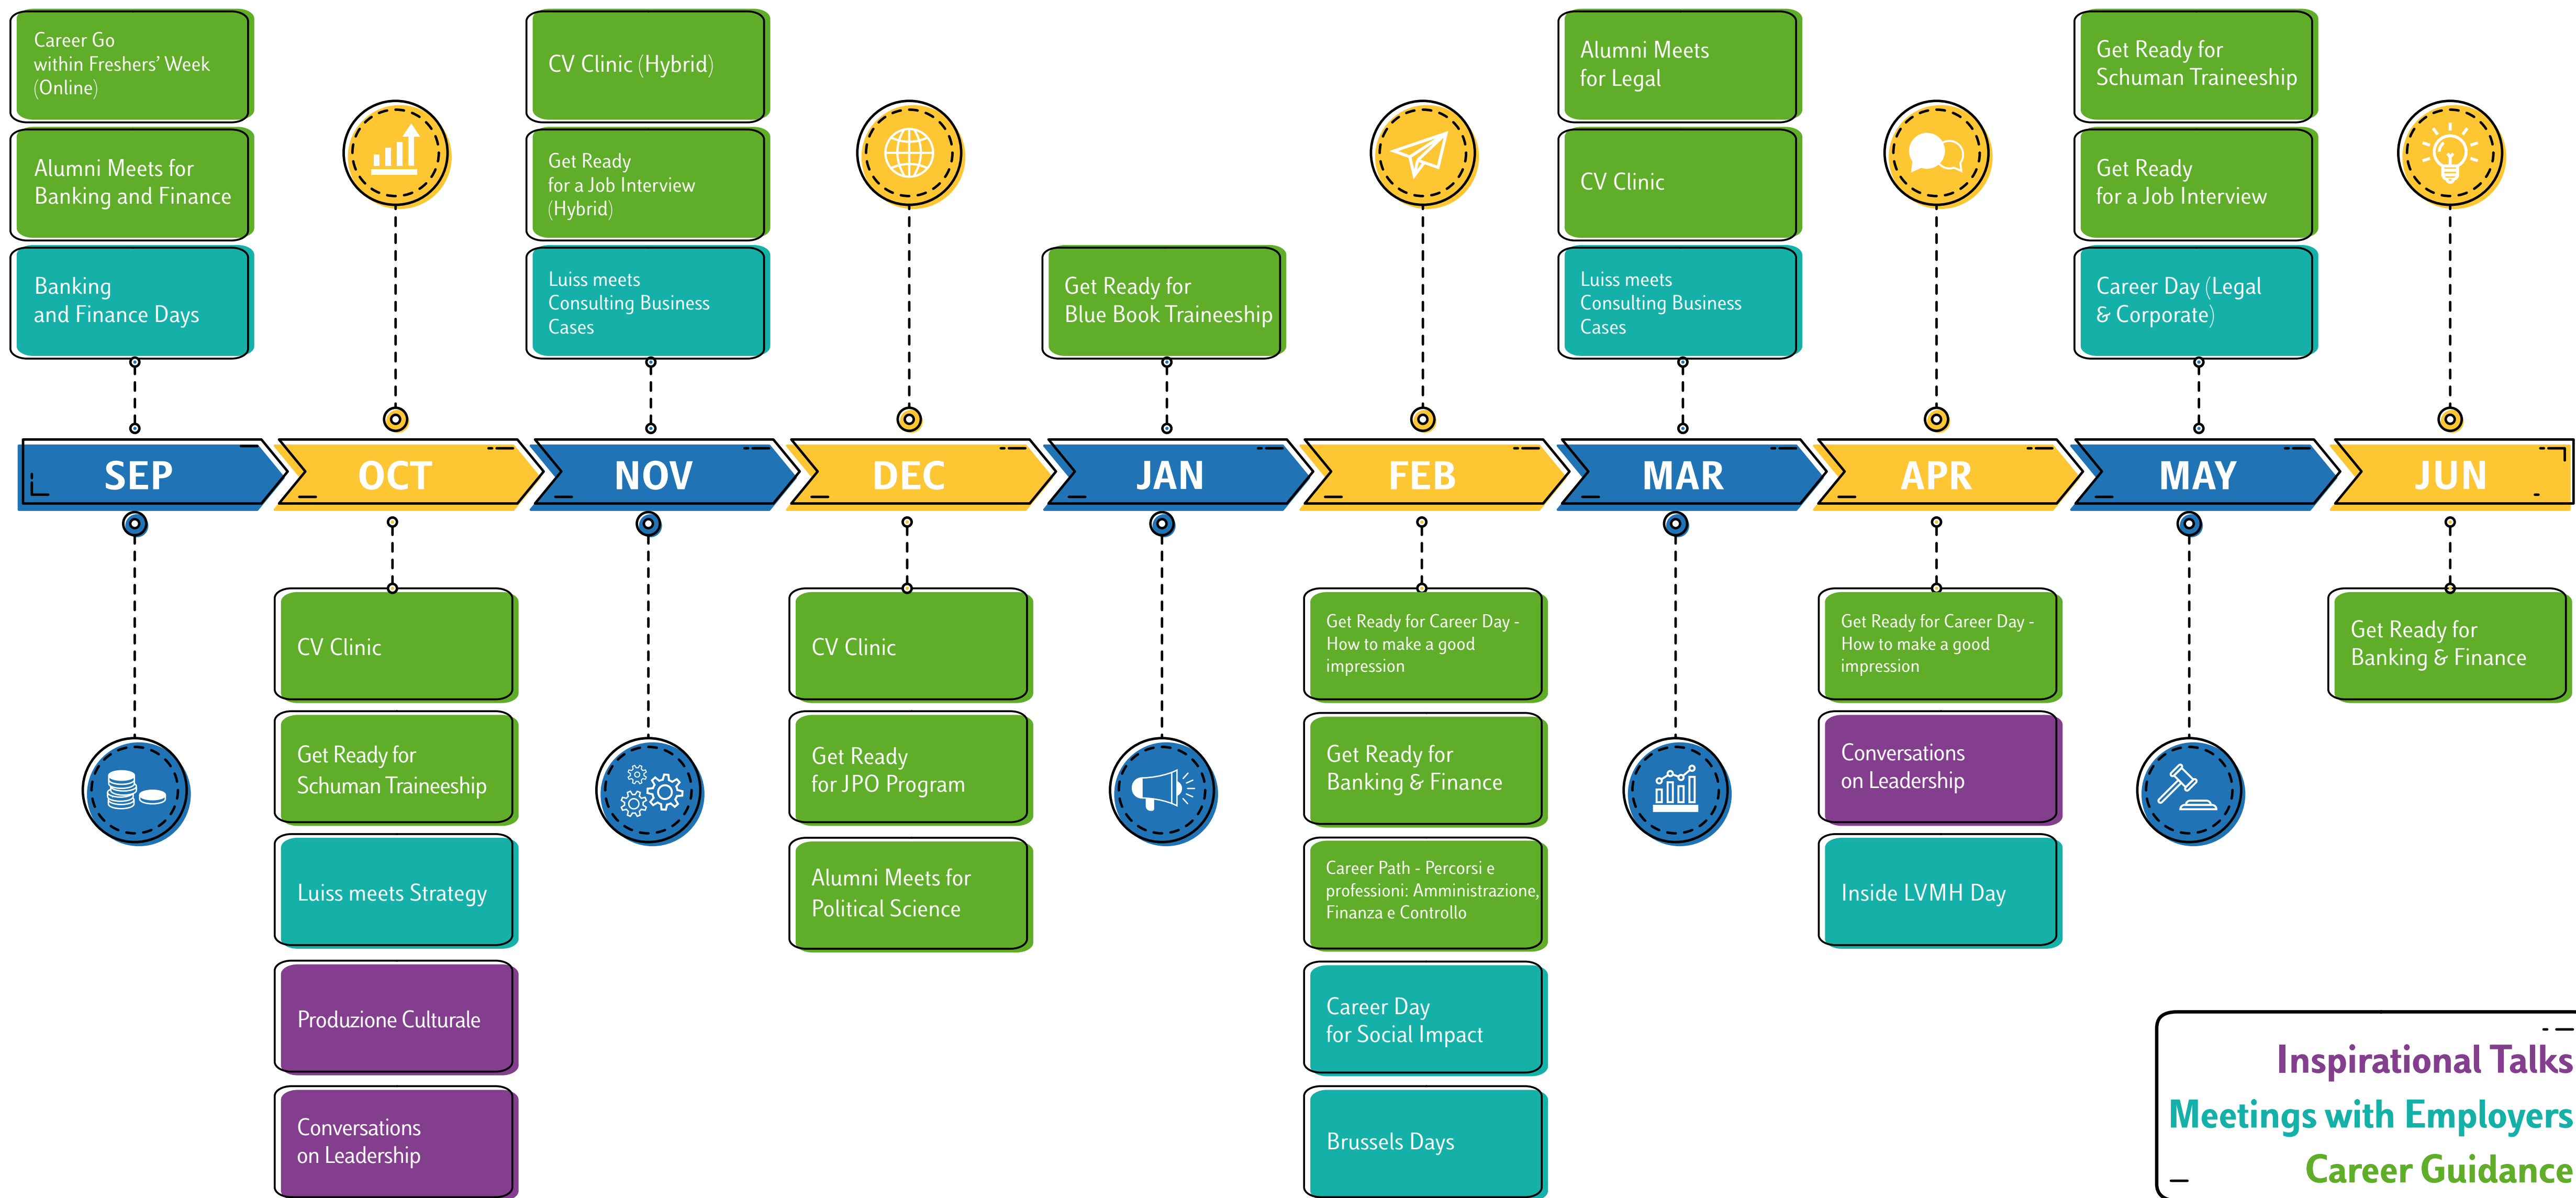 Career Go
within Freshers' Week
(Online)
Alumni Meets for
Banking and Finance
Banking
and Finance Days
CV Clinic (Hybrid)
Get Ready
for a Job Interview
(Hybrid)
Luiss meets
Consulting Business
Cases
Get Ready for
Blue Book Traineeship
Alumni Meets
for Legal
CV Clinic
Luiss meets
Consulting Business
Cases
Get Ready for
Schuman Traineeship
Get Ready
for a Job Interview
Career Day (Legal
& Corporate)
SEP
OCT
NOV
DEC
JAN
FEB
MAR
APR
MAY
JUN
CV Clinic
Get Ready for
Schuman Traineeship
Luiss meets Strategy
Produzione Culturale
Conversations
on Leadership
CV Clinic
Get Ready
for JPO Program
Alumni Meets for
Political Science
Get Ready for Career Day -
How to make a good
impression
Get Ready for
Banking & Finance
Career Path - Percorsi e
professioni: Amministrazione,
Finanza e Controllo
Career Day
for Social Impact
Brussels Days
Get Ready for Career Day -
How to make a good
impression
Conversations
on Leadership
Inside LVMH Day
Get Ready for
Banking & Finance
Inspirational Talks
Meetings with Employers
Career Guidance